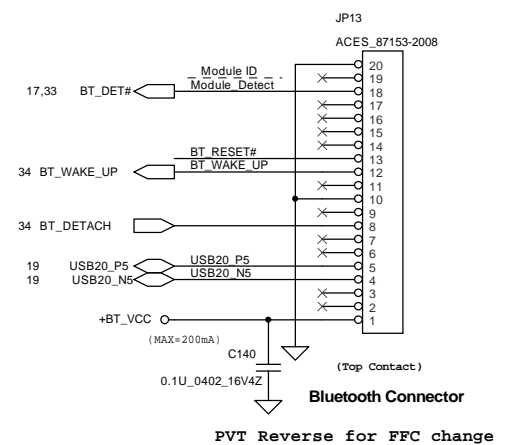 JP13
ACES_87153-2008
20
Module ID
19
17,33 BT_DET# Module_Detect 18
17
16
15
14
BT_RESET# 13
34 BT_WAKE_UP BT_WAKE_UP 12
11
10
9
34 BT_DETACH 8
7
6
19 USB20_P5 USB20_P5 5
19 USB20_N5 USB20_N5 4
3
2
+BT_VCC 1
(MAX=200mA)
C140
(Top Contact)
0.1U_0402_16V4Z
Bluetooth Connector
PVT Reverse for FFC change